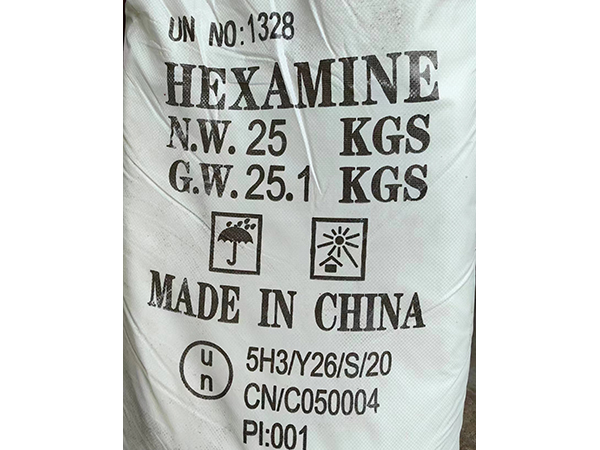 UN NO:1328
HEXAMINE
N.W. 25 KGS
G.W. 25.1 KGS
MADE IN CHINA
un 5H3/Y26/S/20
CN/C050004
PI:001